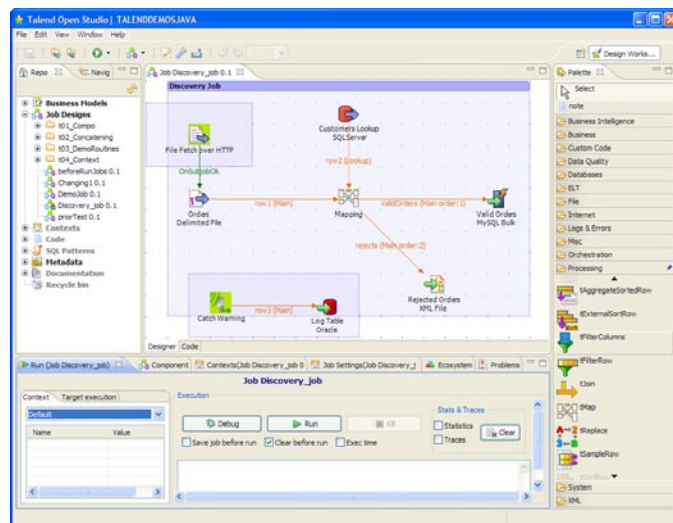 Talend Open Studio | TALENDDEMOSJAVA
File Edit View Window Help
Design Works...
Repo
Navig
Job Discovery_job 0.1
Palette
Business Models
Job Designs
t01_Compo
t02_Concatening
t03_DemoRoutines
t04_Context
beforeRunJobs 0.1
Changing1 0.1
DemoJob 0.1
Discovery_job 0.1
priorTest 0.1
Contexts
Code
SQL Patterns
Metadata
Documentation
Recycle bin
Discovery Job
File Fetch over HTTP
OnSubjobOk
Customers Lookup
SQLServer
row2 (Lookup)
Orders
Delimited File
row1 (Main)
Mapping
ValidOrders (Main order:1)
Valid Orders
MySQL Bulk
rejects (Main order:2)
Rejected Orders
XML File
Catch Warning
row3 (Main)
Log Table
Oracle
Designer Code
Select
note
Business Intelligence
Business
Custom Code
Data Quality
Databases
ELT
File
Internet
Logs & Errors
Misc
Orchestration
Processing
tAggregateSortedRow
tExternalSortRow
tFilterColumns
tFilterRow
tJoin
tMap
tReplace
tSampleRow
System
XML
Run (Job Discovery_job)
Component
Contexts(Job Discovery_job 0
Job Settings(Job Discovery_j
Ecosystem
Problems
Job Discovery_job
Context Target execution
Default
Name Value
Execution
Debug Run Kill
Save job before run Clear before run Exec time
Stats & Traces
Statistics
Traces
Clear